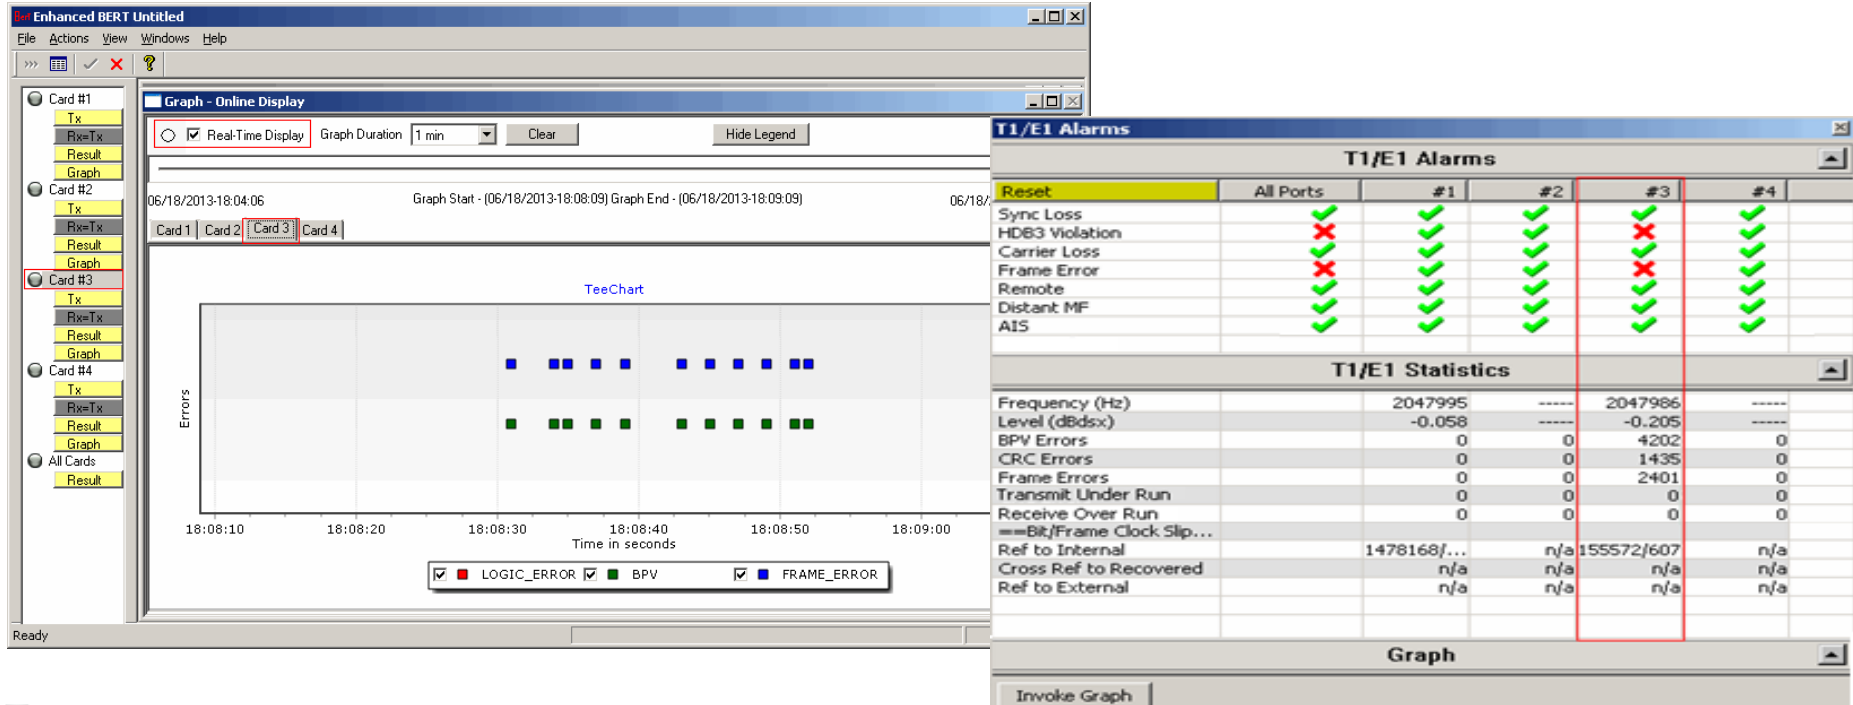 Bert Enhanced BERT Untitled
File Actions View Windows Help
Card #1
Tx
Rx=Tx
Result
Graph
Card #2
Tx
Rx=Tx
Result
Graph
Card #3
Tx
Rx=Tx
Result
Graph
Card #4
Tx
Rx=Tx
Result
Graph
All Cards
Result
Ready
Graph - Online Display
Real-Time Display Graph Duration 1 min Clear Hide Legend
06/18/2013-18:04:06 Graph Start - (06/18/2013-18:08:09) Graph End - (06/18/2013-18:09:09) 06/18/
Card 1 Card 2 Card 3 Card 4
TeeChart
Errors
18:08:10 18:08:20 18:08:30 18:08:40 18:08:50 18:09:00
Time in seconds
LOGIC_ERROR BPV FRAME_ERROR
T1/E1 Alarms
T1/E1 Alarms
Reset All Ports #1 #2 #3 #4
Sync Loss
HDB3 Violation
Carrier Loss
Frame Error
Remote
Distant MF
AIS
T1/E1 Statistics
Frequency (Hz) 2047995 ----- 2047986 -----
Level (dBdsx) -0.058 ----- -0.205 -----
BPV Errors 0 0 4202 0
CRC Errors 0 0 1435 0
Frame Errors 0 0 2401 0
Transmit Under Run 0 0 0 0
Receive Over Run 0 0 0 0
==Bit/Frame Clock Slip...
Ref to Internal 1478168/... n/a 155572/607 n/a
Cross Ref to Recovered n/a n/a n/a n/a
Ref to External n/a n/a n/a n/a
Graph
Invoke Graph